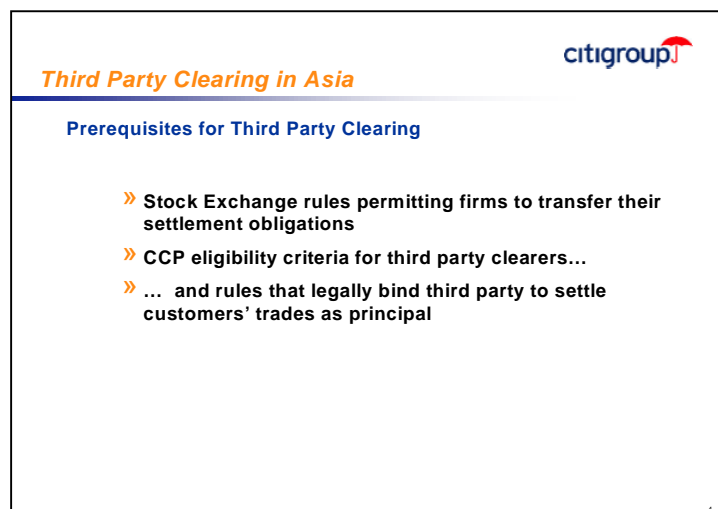 citigroup
Third Party Clearing in Asia
Prerequisites for Third Party Clearing
» Stock Exchange rules permitting firms to transfer their
settlement obligations
» CCP eligibility criteria for third party clearers…
» … and rules that legally bind third party to settle
customers’ trades as principal